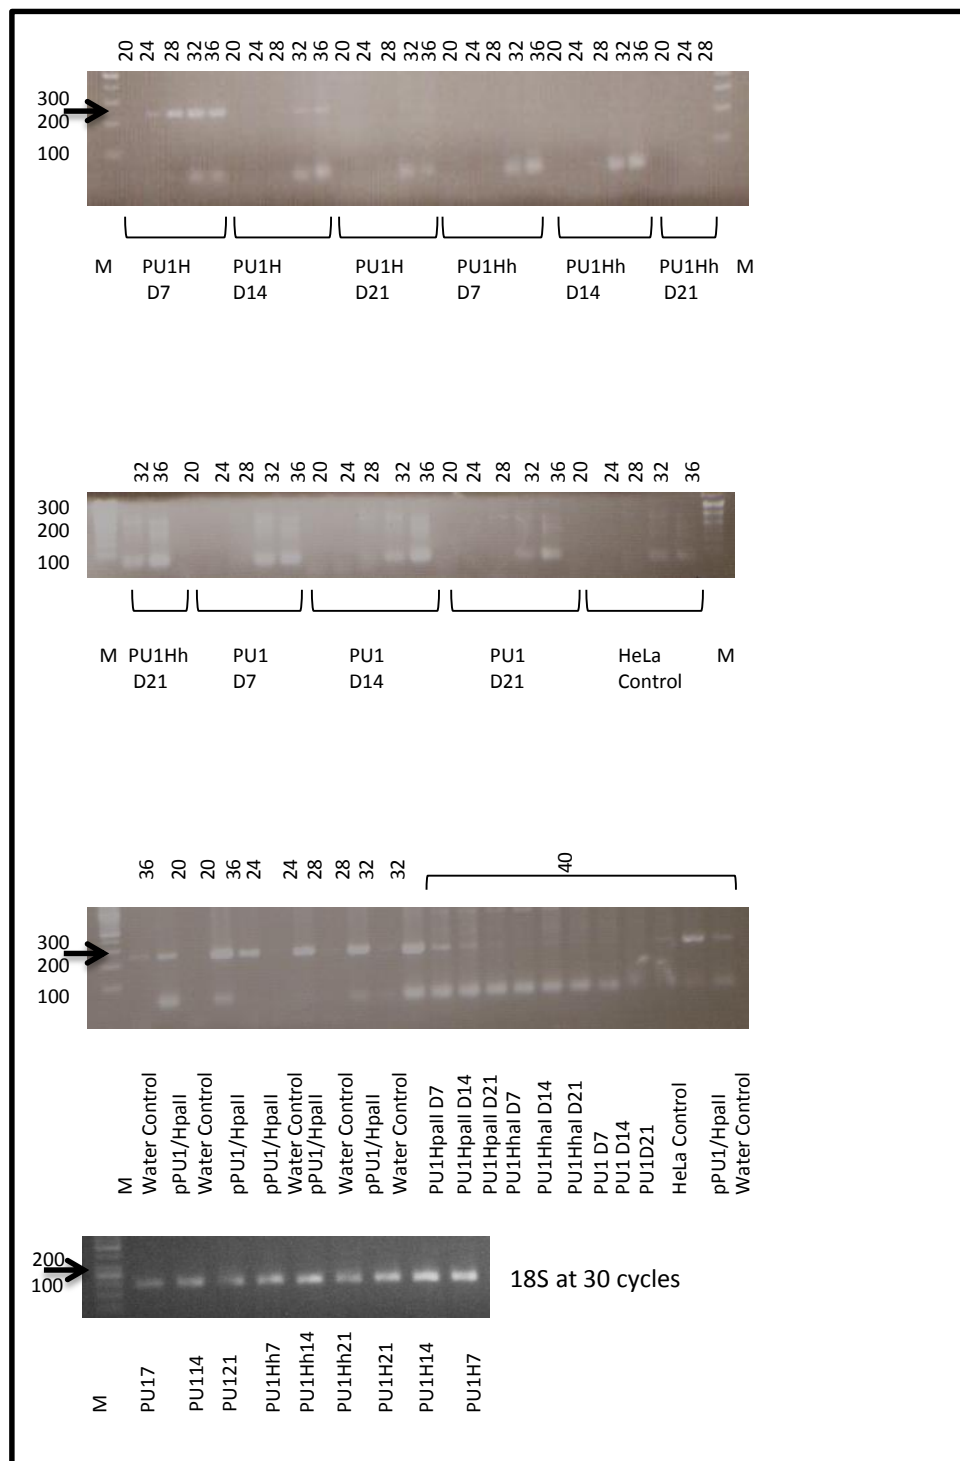 20 24 28 32 36 20 24 28 32 36 20 24 28 32 36 20 24 28 32 36 20 24 28 32 36 20 24 28
300
200
100
M PU1H PU1H PU1H PU1Hh PU1Hh PU1Hh M
D7 D14 D21 D7 D14 D21
32 36 20 24 28 32 36 20 24 28 32 36 20 24 28 32 36 20 24 28 32 36
300
200
100
M PU1Hh PU1 PU1 PU1 HeLa M
D21 D7 D14 D21 Control
36 20 20 36 24 24 28 28 32 32 40
300
200
100
M
Water Control
pPU1/HpaII
Water Control
pPU1/HpaII
pPU1/HpaII
Water Control
pPU1/HpaII
Water Control
pPU1/HpaII
Water Control
PU1HpaII D7
PU1HpaII D14
PU1HpaII D21
PU1HhaI D7
PU1HhaI D14
PU1HhaI D21
PU1 D7
PU1 D14
PU1D21
HeLa Control
pPU1/HpaII
Water Control
200
100
18S at 30 cycles
M
PU17
PU114
PU121
PU1Hh7
PU1Hh14
PU1Hh21
PU1H21
PU1H14
PU1H7